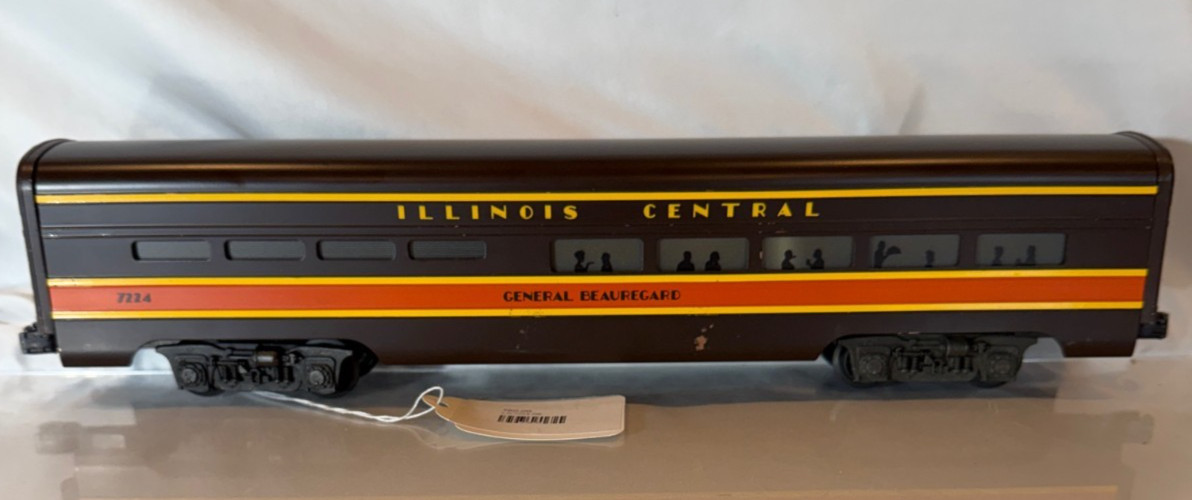 ILLINOIS CENTRAL
7224 GENERAL BEAUREGARD